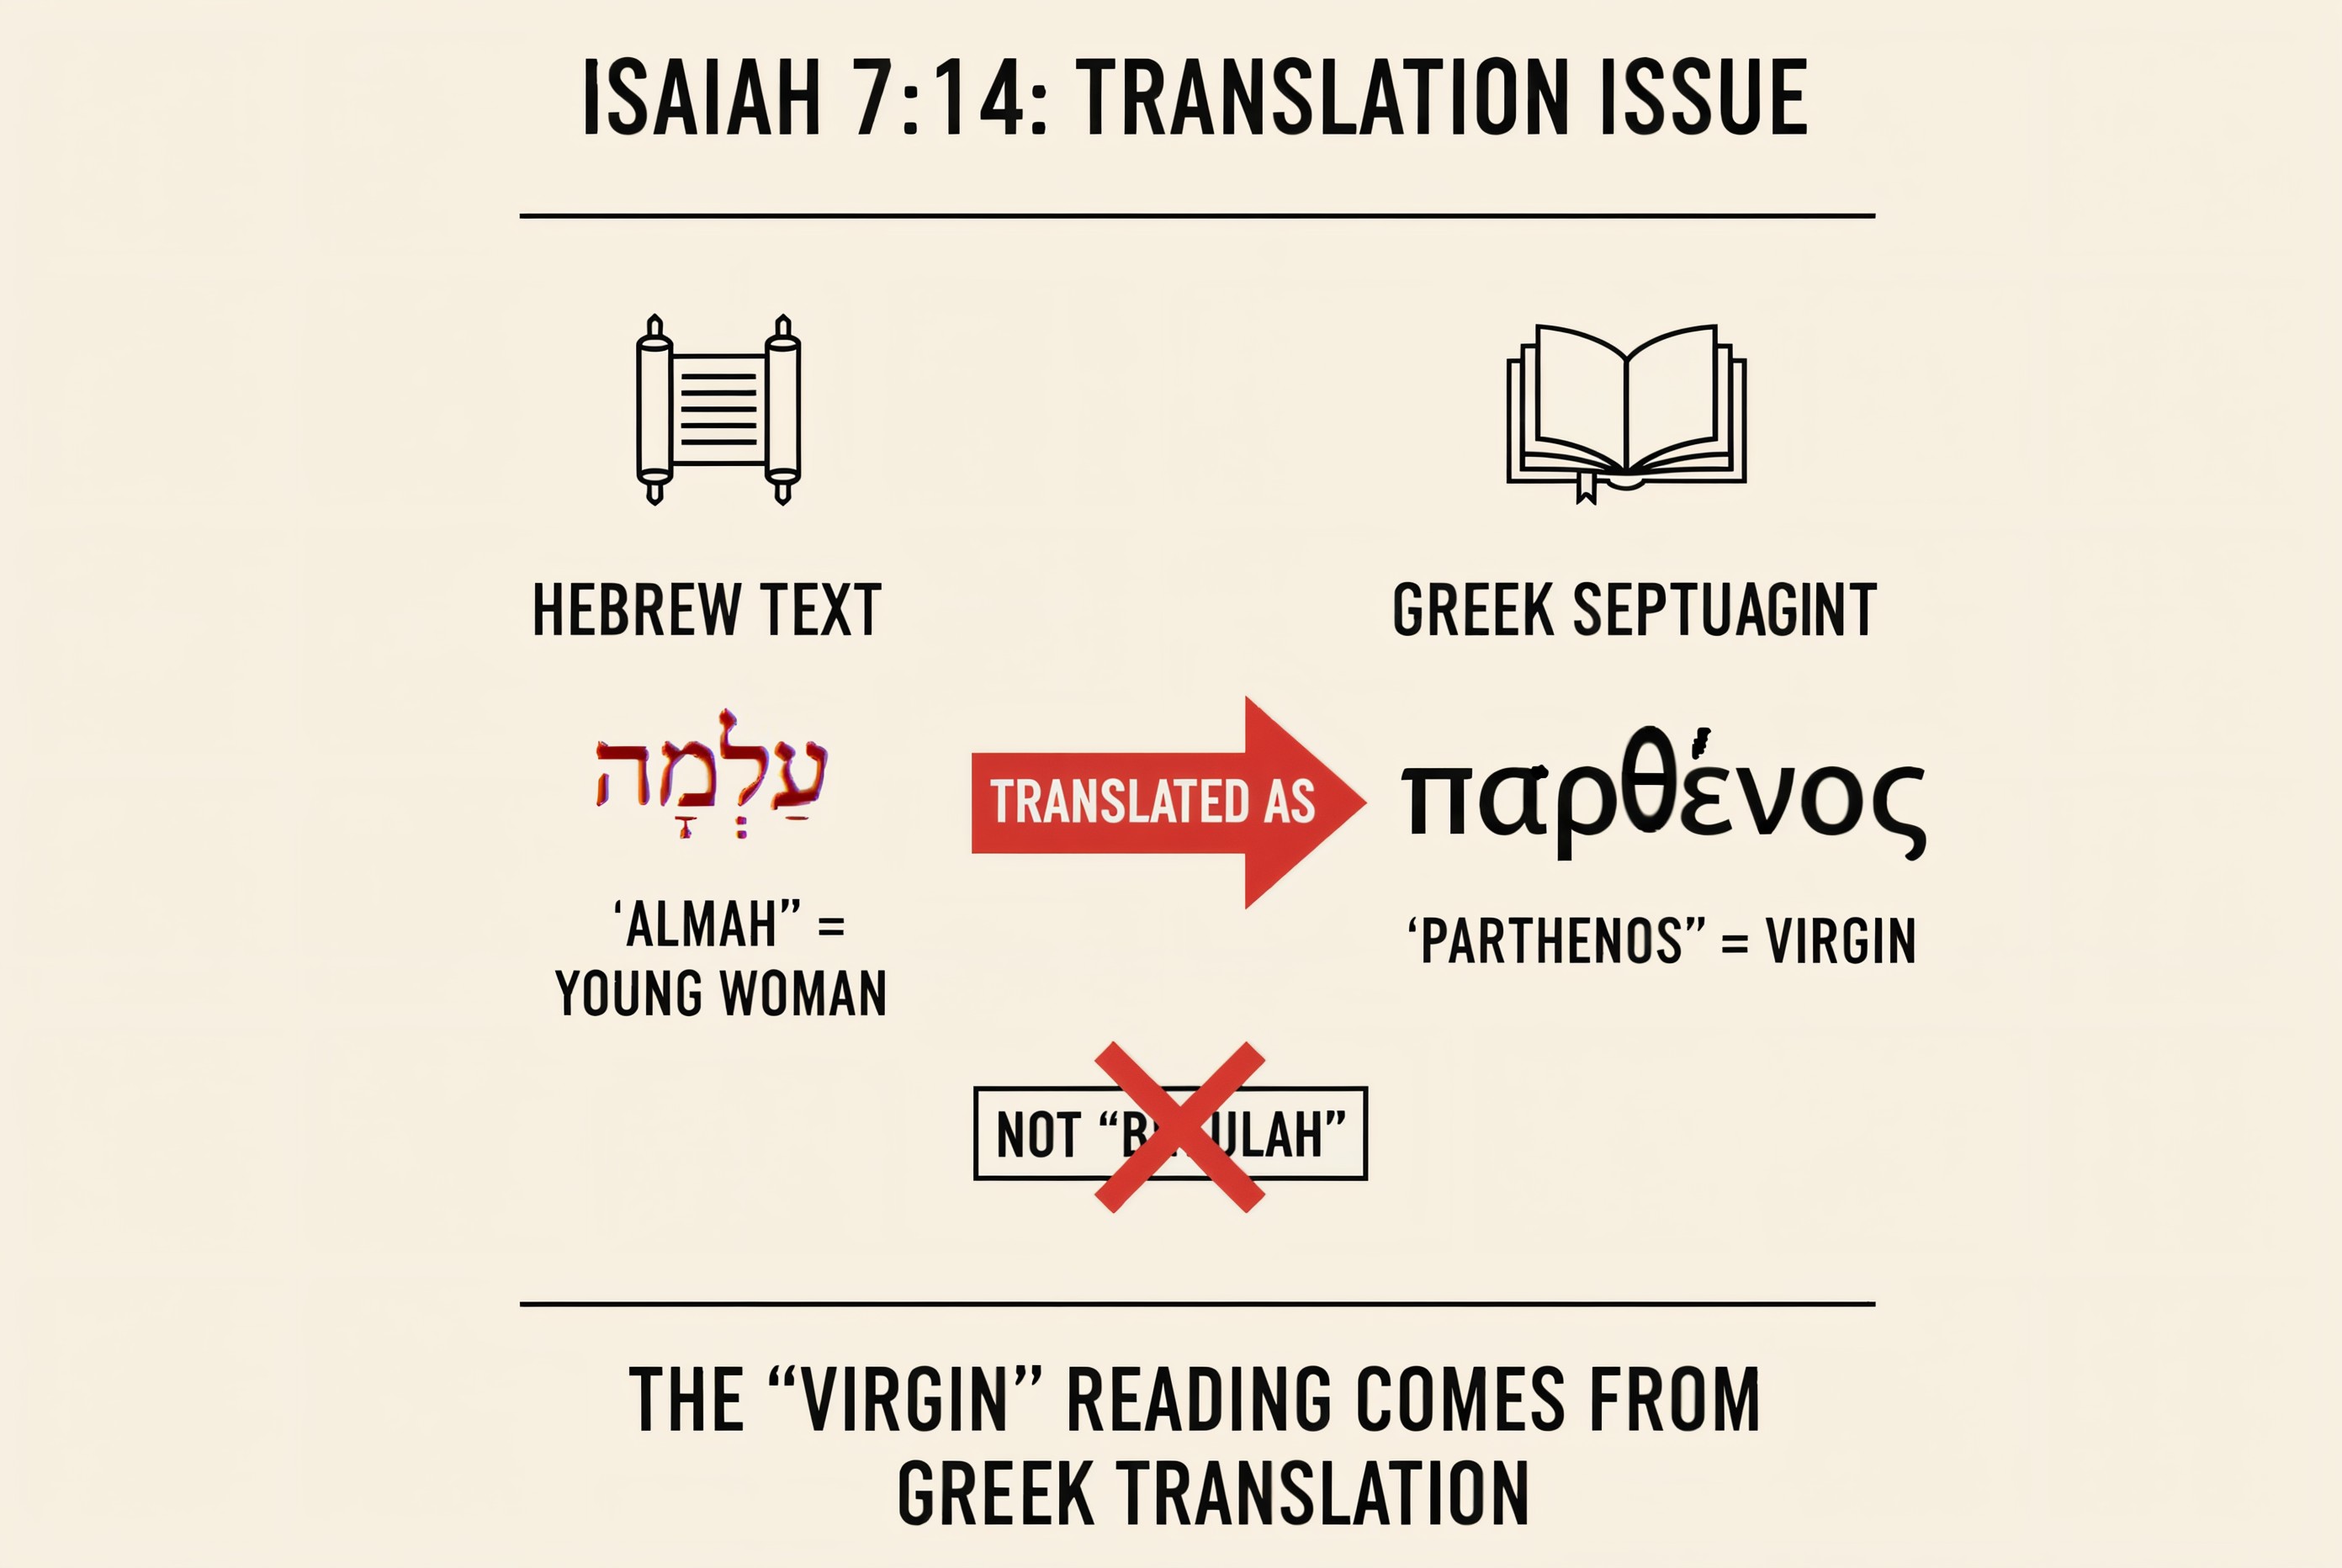 ISAIAH 7:14: TRANSLATION ISSUE
HEBREW TEXT
GREEK SEPTUAGINT
עַלְמָה
TRANSLATED AS
παρθένος
‘ALMAH” =
YOUNG WOMAN
‘PARTHENOS” = VIRGIN
NOT
THE “VIRGIN” READING COMES FROM
GREEK TRANSLATION